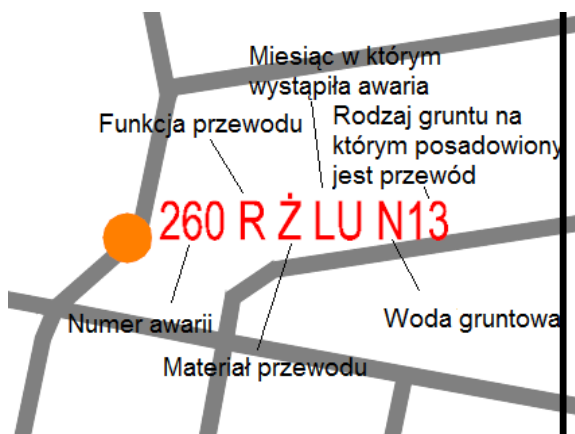 Miesiąc w którym
wystąpiła awaria
Rodzaj gruntu na
którym posadowiony
jest przewód
Funkcja przewodu
260 R Ż LU N13
Numer awarii
Woda gruntowa
Materiał przewodu